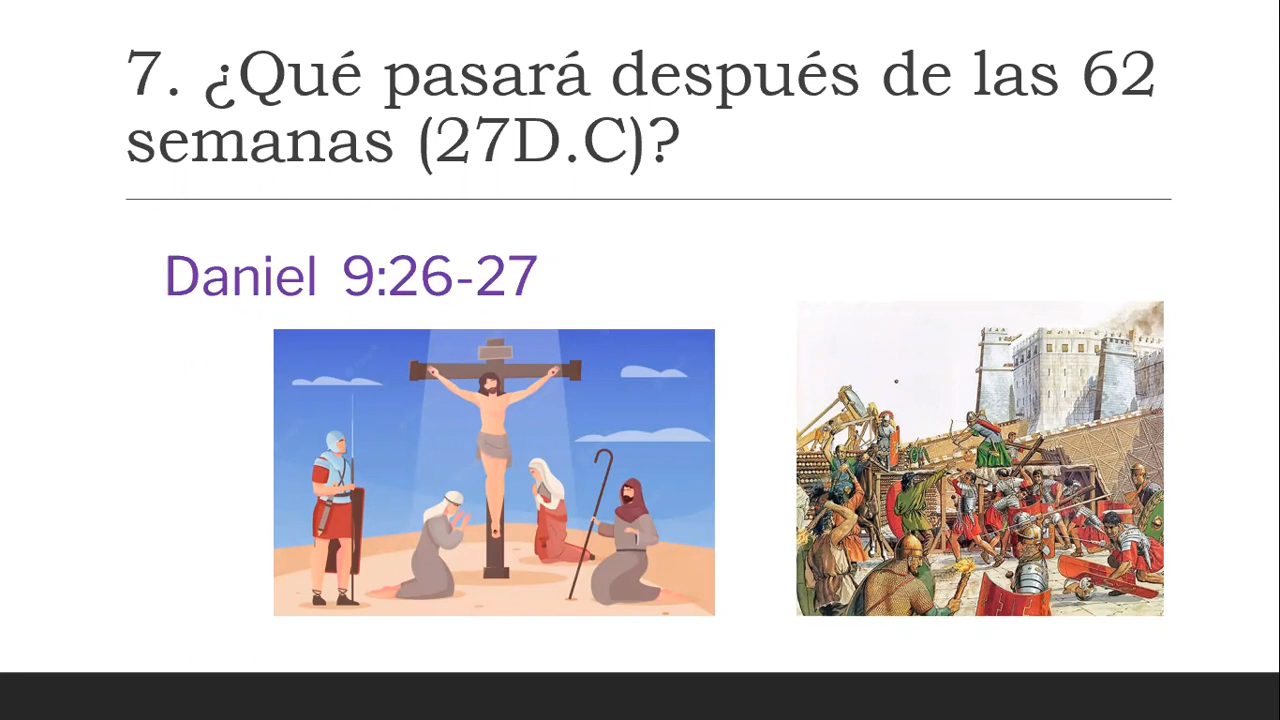 7. ¿Qué pasará después de las 62
semanas (27D.C)?
Daniel 9:26-27